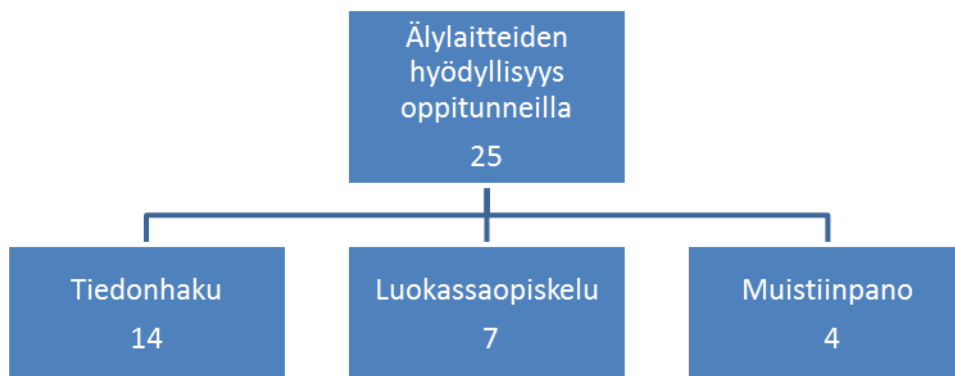 Älylaitteiden
hyödyllisyys
oppitunneilla
25
Tiedonhaku
14
Luokassaopiskelu
7
Muistiinpano
4